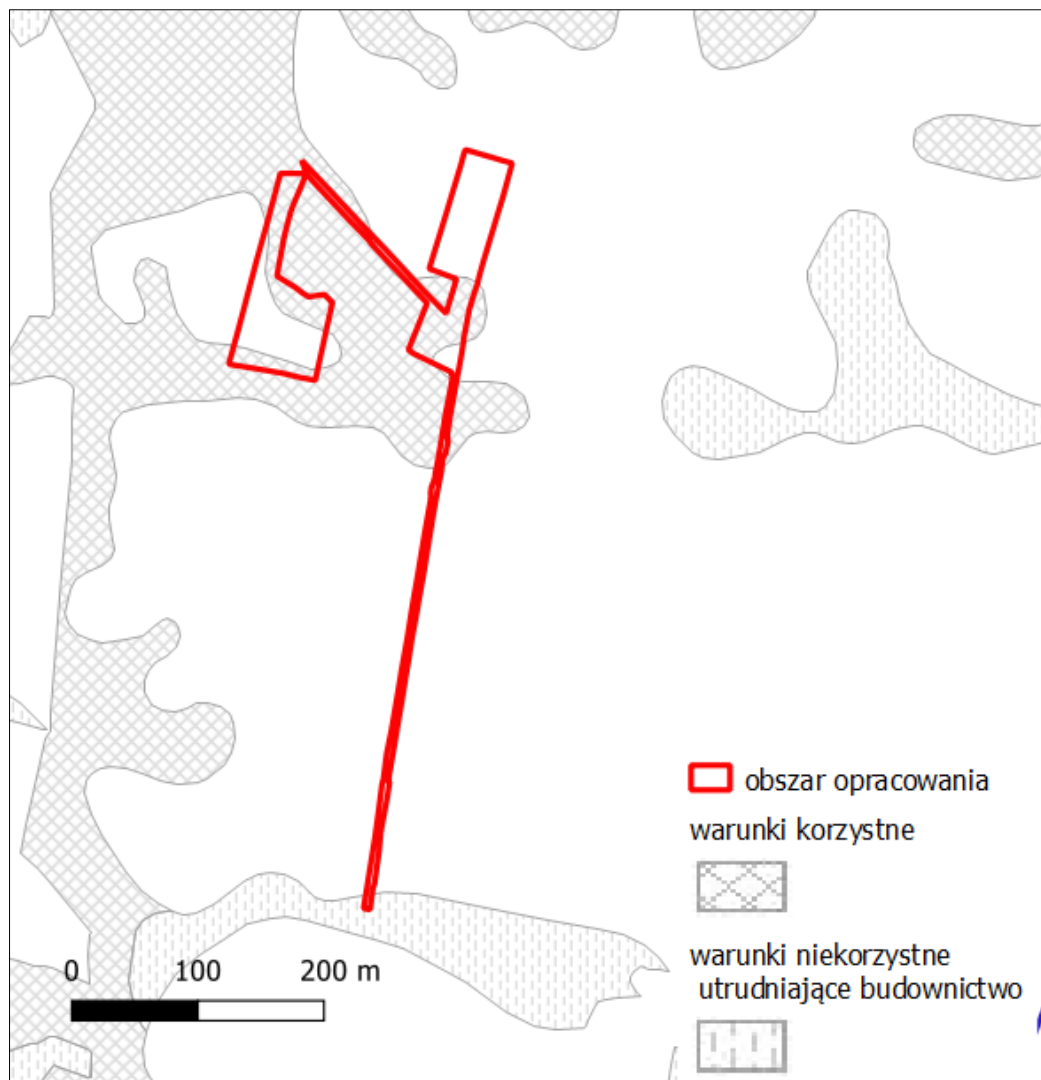 obszar opracowania
warunki korzystne
warunki niekorzystne
utrudniające budownictwo
0 100 200 m